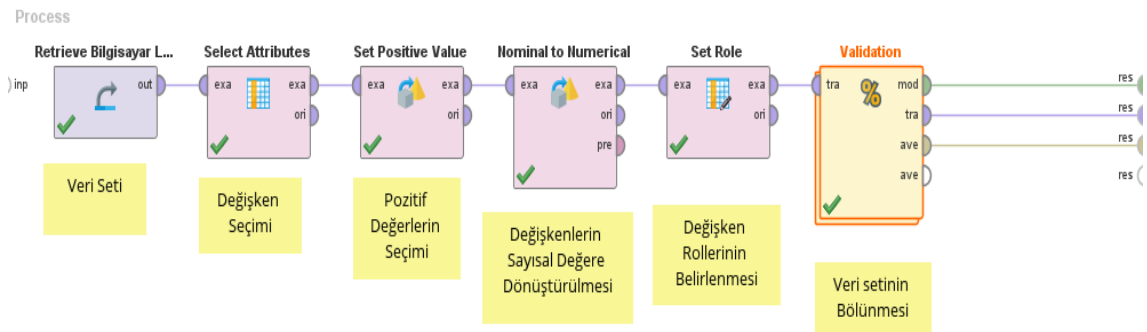 Process
Retrieve Bilgisayar L...
Select Attributes
Set Positive Value
Nominal to Numerical
Set Role
Validation
inp
out
exa
exa
ori
exa
exa
ori
exa
exa
ori
pre
exa
exa
ori
tra
%
mod
tra
ave
ave
res
res
res
res
Veri Seti
Değişken
Seçimi
Pozitif
Değerlerin
Seçimi
Değişkenlerin
Sayısal Değere
Dönüştürülmesi
Değişken
Rollerinin
Belirlenmesi
Veri setinin
Bölünmesi